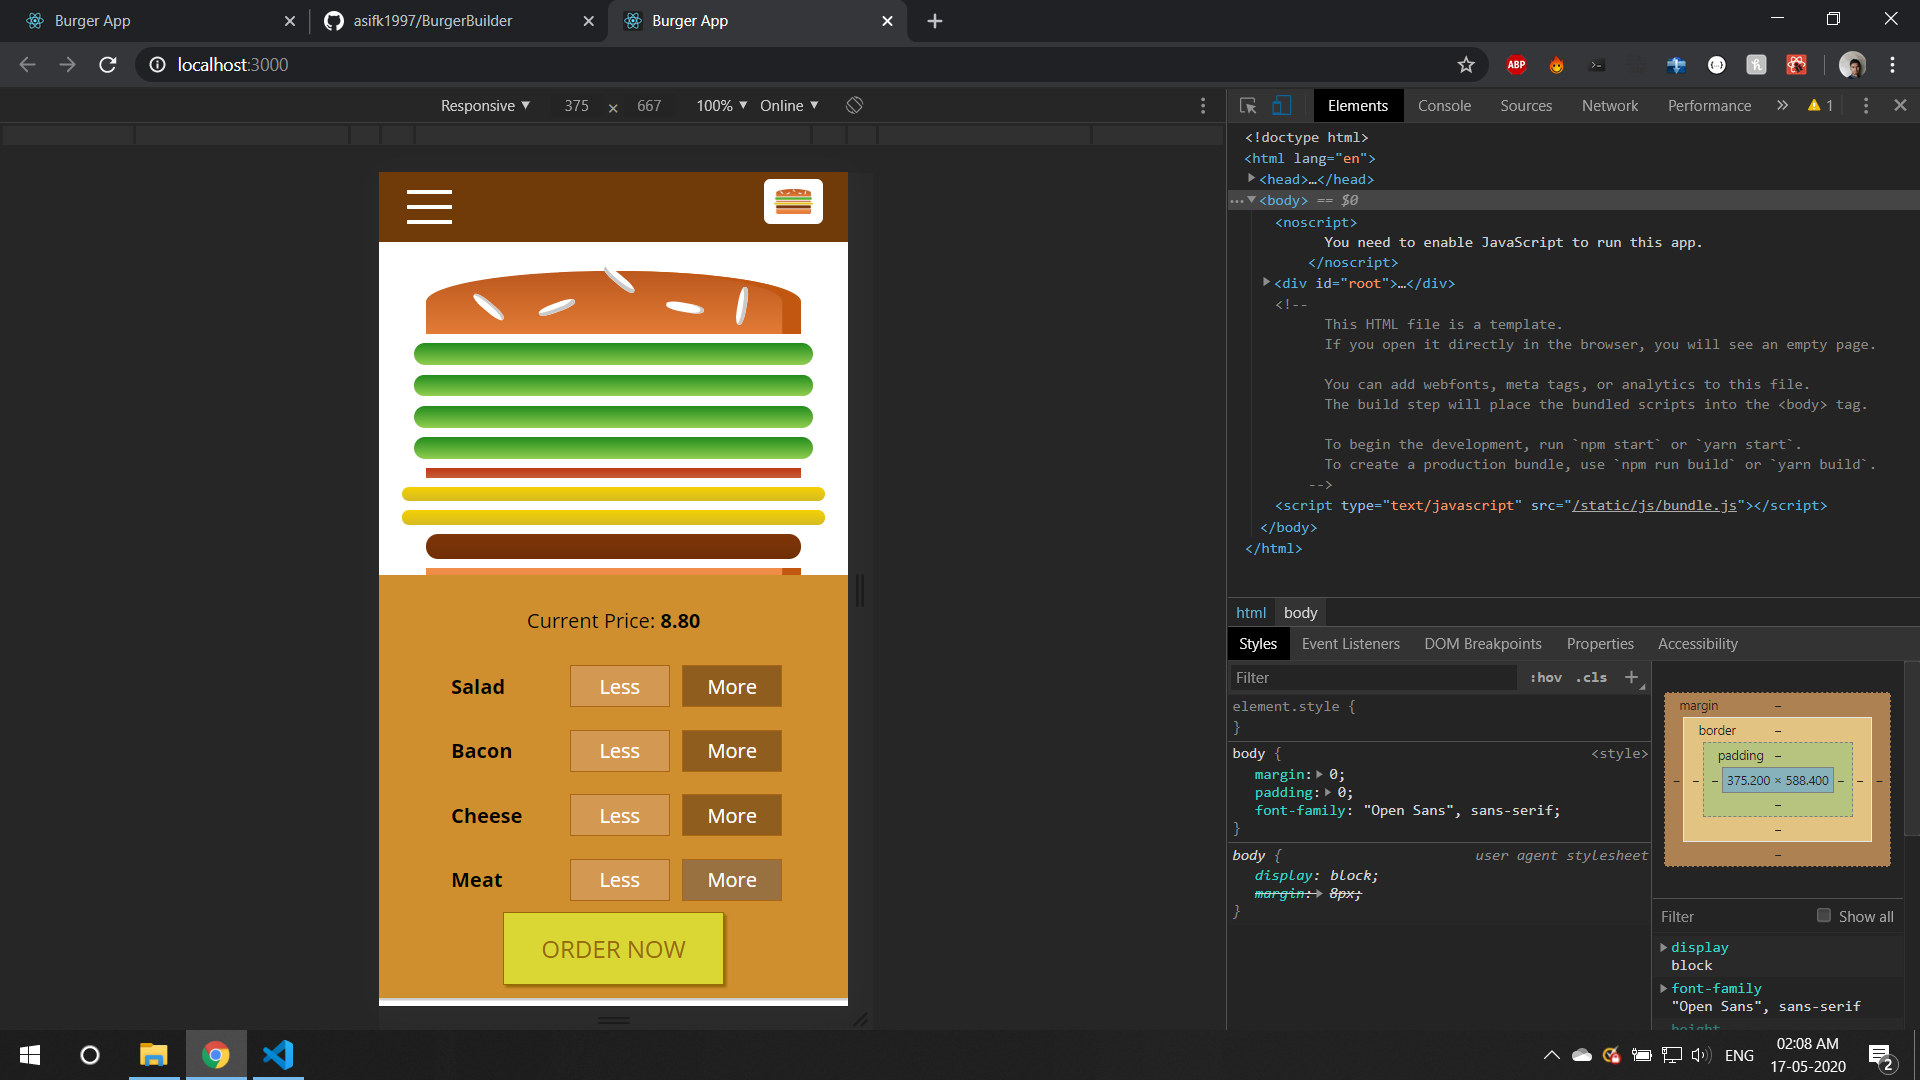 Burger App
asifk1997/BurgerBuilder
Burger App
localhost:3000
ABP
Responsive ▼ 375 × 667 100% ▼ Online ▼
Elements Console Sources Network Performance » 1
<!doctype html>
<html lang="en">
<head>…</head>
… <body> == $0
<noscript>
You need to enable JavaScript to run this app.
</noscript>
<div id="root">…</div>
<!--
This HTML file is a template.
If you open it directly in the browser, you will see an empty page.
You can add webfonts, meta tags, or analytics to this file.
The build step will place the bundled scripts into the <body> tag.
To begin the development, run `npm start` or `yarn start`.
To create a production bundle, use `npm run build` or `yarn build`.
-->
<script type="text/javascript" src="/static/js/bundle.js"></script>
</body>
</html>
html body
Styles Event Listeners DOM Breakpoints Properties Accessibility
Filter :hov .cls +
element.style {
}
body { <style>
margin: 0;
padding: 0;
font-family: "Open Sans", sans-serif;
}
body { user agent stylesheet
display: block;
margin: 8px;
}
margin –
border –
padding –
– – – 375.200 × 588.400 – – –
–
–
–
Filter Show all
display
block
font-family
"Open Sans", sans-serif
height
Current Price: 8.80
Salad Less More
Bacon Less More
Cheese Less More
Meat Less More
ORDER NOW
ENG
02:08 AM
17-05-2020
2